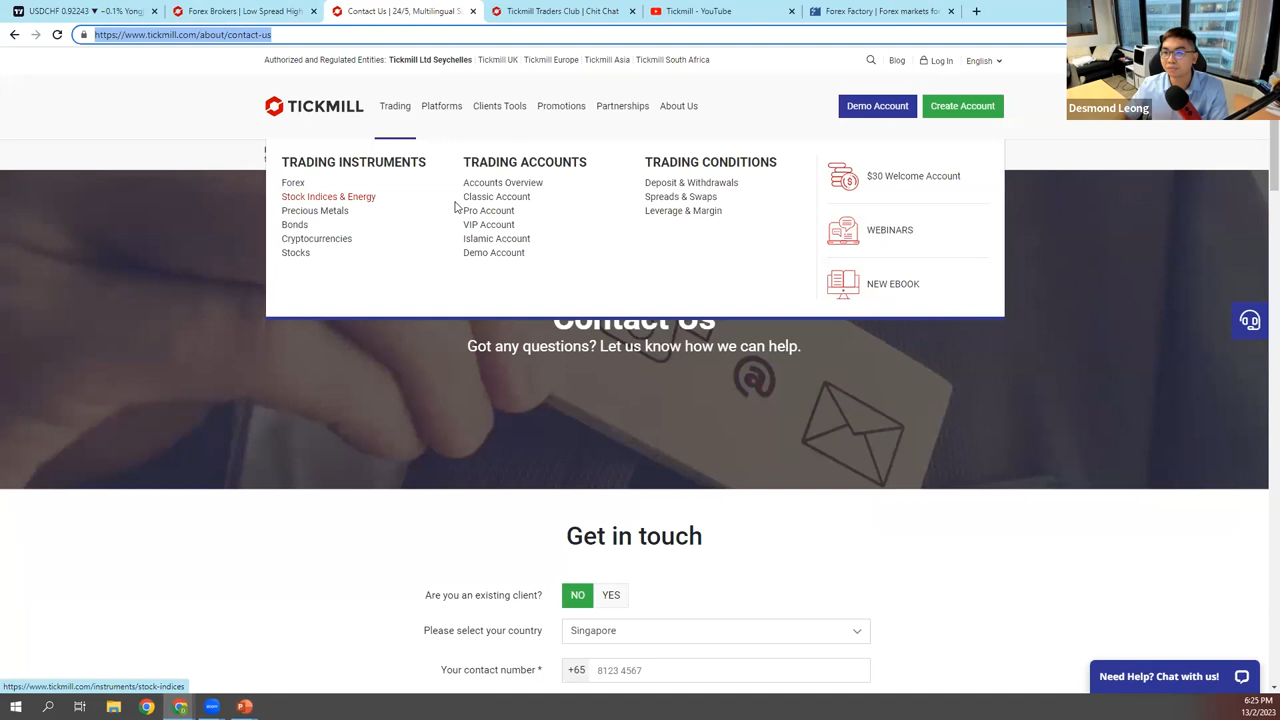 USDCHF 0.92243 ▼ −0.1% Yong
Forex Brokers | Low Spread High
Contact Us | 24/5, Multilingual S
Tickmill Traders Club | Chit Chat
Tickmill - YouTube
Forex Factory | Forex markets fo
https://www.tickmill.com/about/contact-us
Desmond Leong
Authorized and Regulated Entities: Tickmill Ltd Seychelles | Tickmill UK | Tickmill Europe | Tickmill Asia | Tickmill South Africa
Blog
Log In
English
TICKMILL
Trading
Platforms
Clients Tools
Promotions
Partnerships
About Us
Demo Account
Create Account
TRADING INSTRUMENTS
Forex
Stock Indices & Energy
Precious Metals
Bonds
Cryptocurrencies
Stocks
TRADING ACCOUNTS
Accounts Overview
Classic Account
Pro Account
VIP Account
Islamic Account
Demo Account
TRADING CONDITIONS
Deposit & Withdrawals
Spreads & Swaps
Leverage & Margin
$30 Welcome Account
WEBINARS
NEW EBOOK
Contact Us
Got any questions? Let us know how we can help.
Get in touch
Are you an existing client?
NO
YES
Please select your country
Singapore
Your contact number *
+65
8123 4567
Need Help? Chat with us!
https://www.tickmill.com/instruments/stock-indices
6:25 PM
13/2/2023